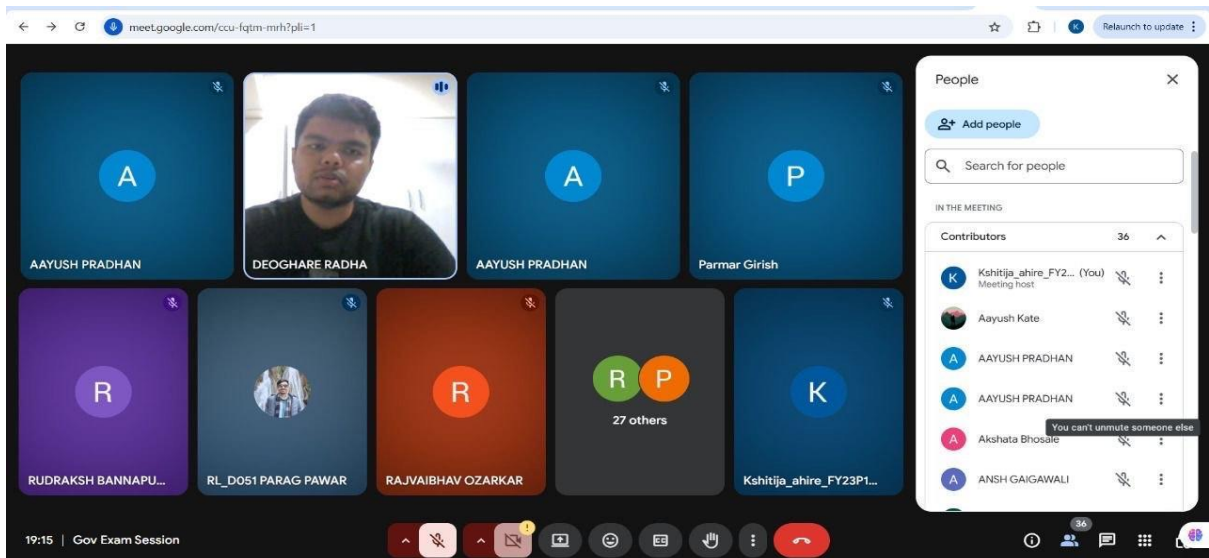 meet.google.com/ccu-fqtm-mrh?pli=1
K
Relaunch to update
A
AAYUSH PRADHAN
DEOGHARE RADHA
A
AAYUSH PRADHAN
P
Parmar Girish
R
RUDRAKSH BANNAPU...
RL_D051 PARAG PAWAR
R
RAJVAIBHAV OZARKAR
R P
27 others
K
Kshitija_ahire_FY23P1...
People
Add people
Search for people
IN THE MEETING
Contributors 36
K Kshitija_ahire_FY2... (You)
Meeting host
Aayush Kate
A AAYUSH PRADHAN
A AAYUSH PRADHAN
You can't unmute someone else
A Akshata Bhosale
A ANSH GAIGAWALI
19:15 | Gov Exam Session
!
CC
36